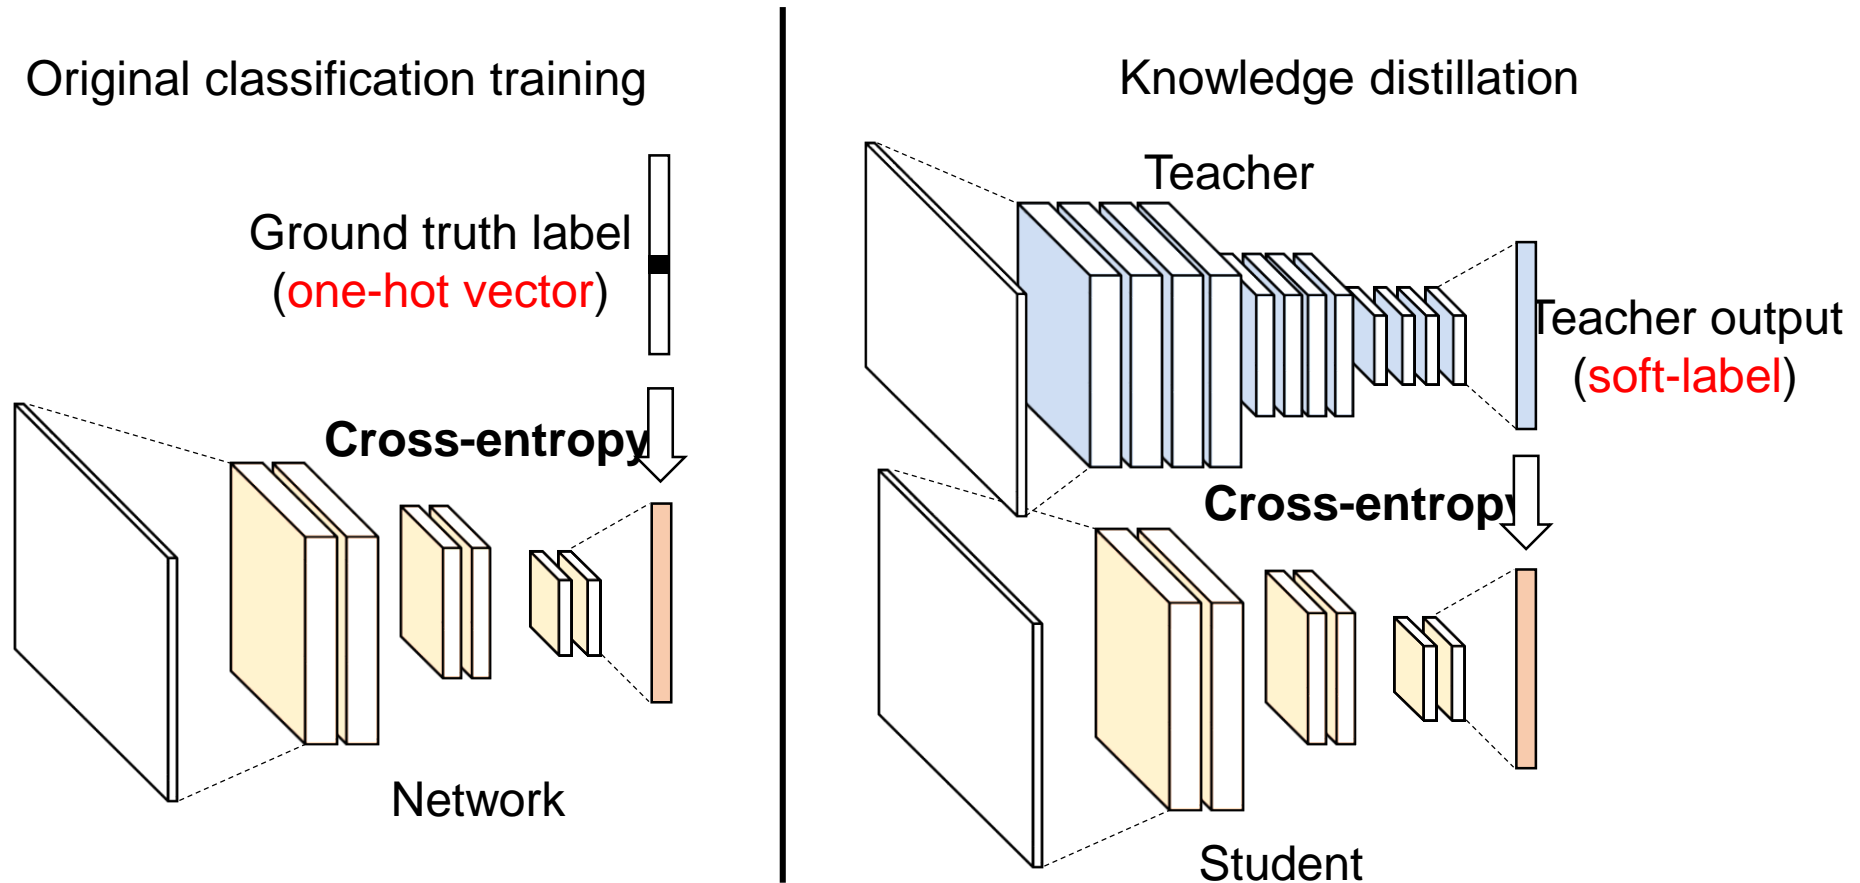 Original classification training
Ground truth label
(one-hot vector)
Cross-entropy
Network
Knowledge distillation
Teacher
Teacher output
(soft-label)
Cross-entropy
Student